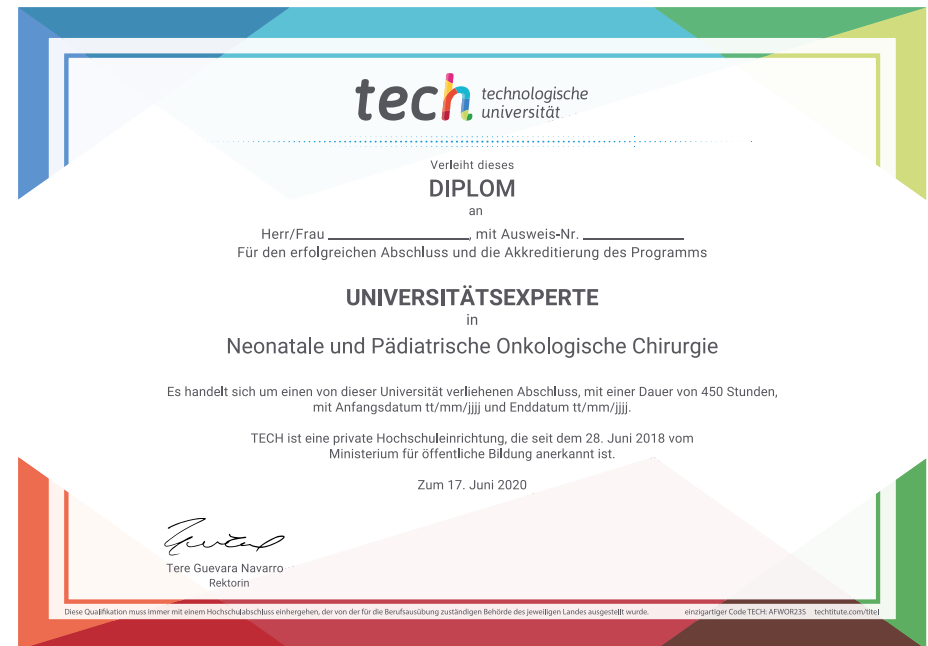 tech technologische
universität
Verleiht dieses
DIPLOM
an
Herr/Frau ____________, mit Ausweis-Nr. ____________
Für den erfolgreichen Abschluss und die Akkreditierung des Programms
UNIVERSITÄTSEXPERTE
in
Neonatale und Pädiatrische Onkologische Chirurgie
Es handelt sich um einen von dieser Universität verliehenen Abschluss, mit einer Dauer von 450 Stunden,
mit Anfangsdatum tt/mm/jjjj und Enddatum tt/mm/jjjj.
TECH ist eine private Hochschuleinrichtung, die seit dem 28. Juni 2018 vom
Ministerium für öffentliche Bildung anerkannt ist.
Zum 17. Juni 2020
Tere Guevara Navarro
Rektorin
Diese Qualifikation muss immer mit einem Hochschulabschluss einhergehen, der von der für die Berufsausübung zuständigen Behörde des jeweiligen Landes ausgestellt wurde. einzigartiger Code TECH: AFWOR23S techtitute.com/titel